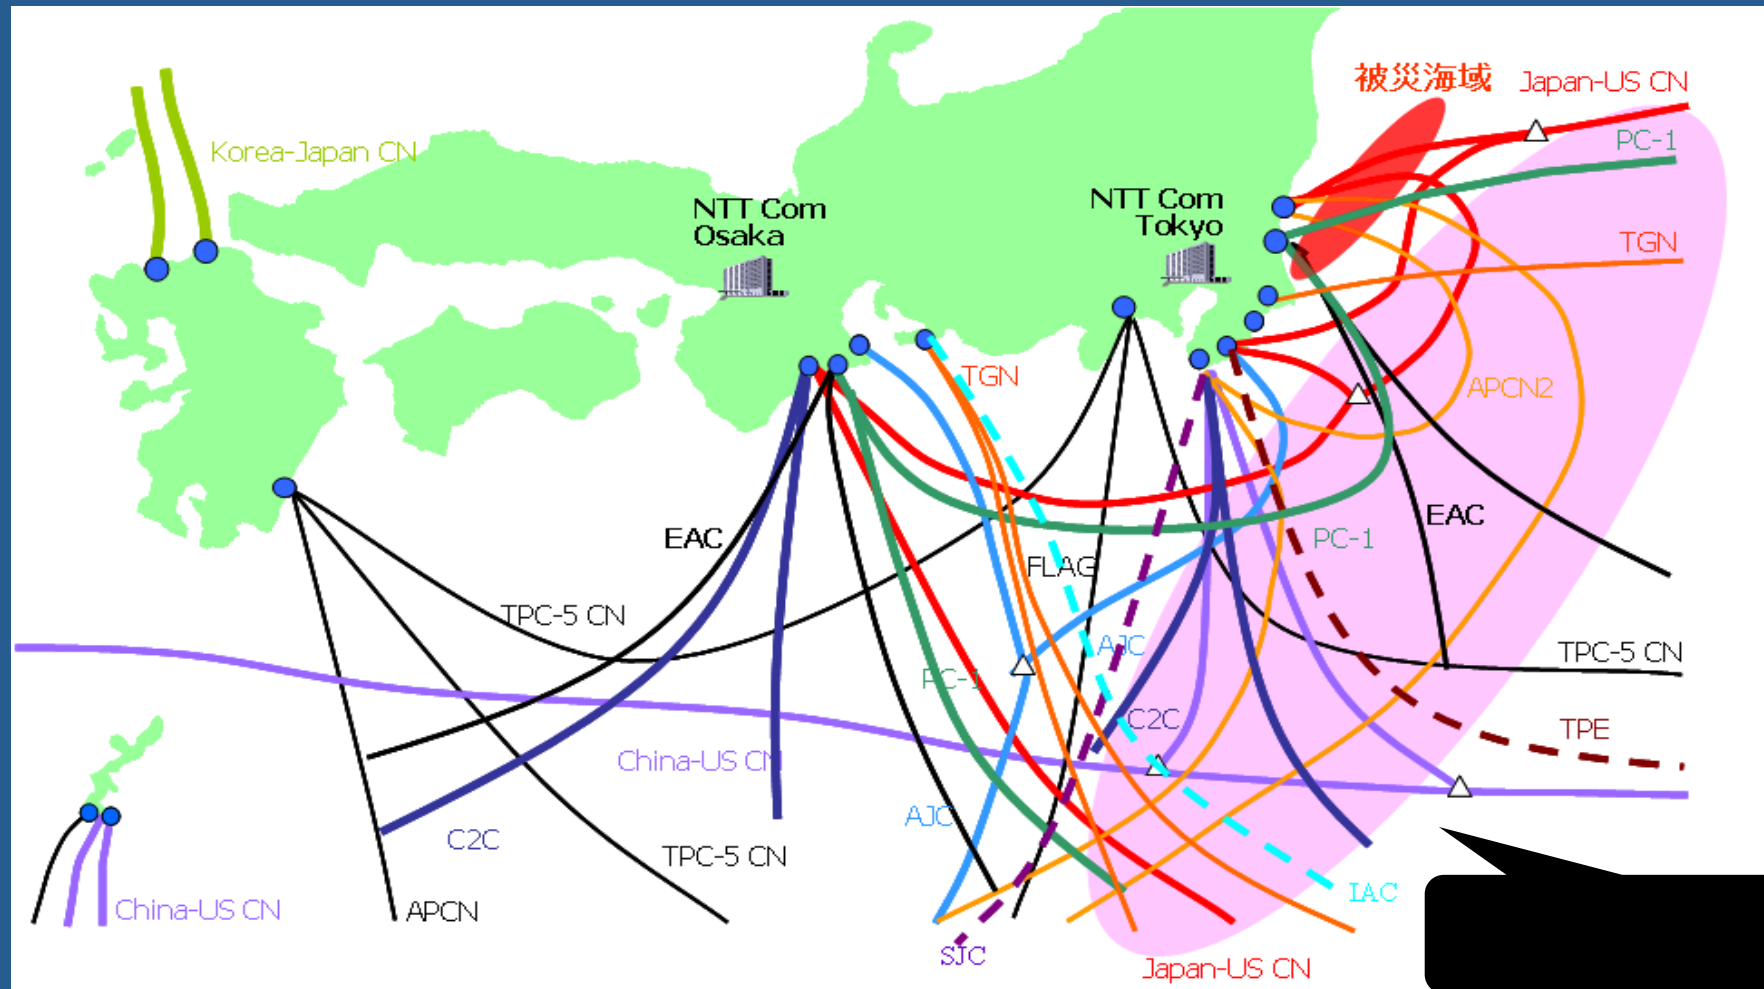 被災海域
Japan-US CN
PC-1
Korea-Japan CN
NTT Com
Osaka
NTT Com
Tokyo
TGN
TGN
APCN2
EAC
EAC
PC-1
FLAG
TPC-5 CN
AJC
TPC-5 CN
PC-1
C2C
TPE
China-US CN
AJC
C2C
TPC-5 CN
IAC
China-US CN
APCN
SJC
Japan-US CN